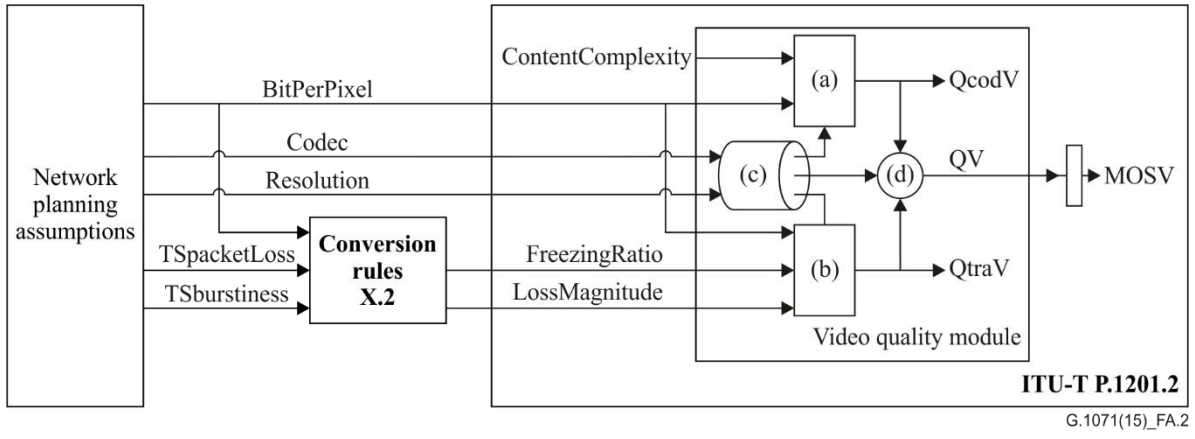 Network
planning
assumptions
BitPerPixel
Codec
Resolution
TSpacketLoss
TSburstiness
Conversion
rules
X.2
ContentComplexity
FreezingRatio
LossMagnitude
(a)
(c)
(b)
(d)
QcodV
QV
QtraV
MOSV
Video quality module
ITU-T P.1201.2
G.1071(15)_FA.2